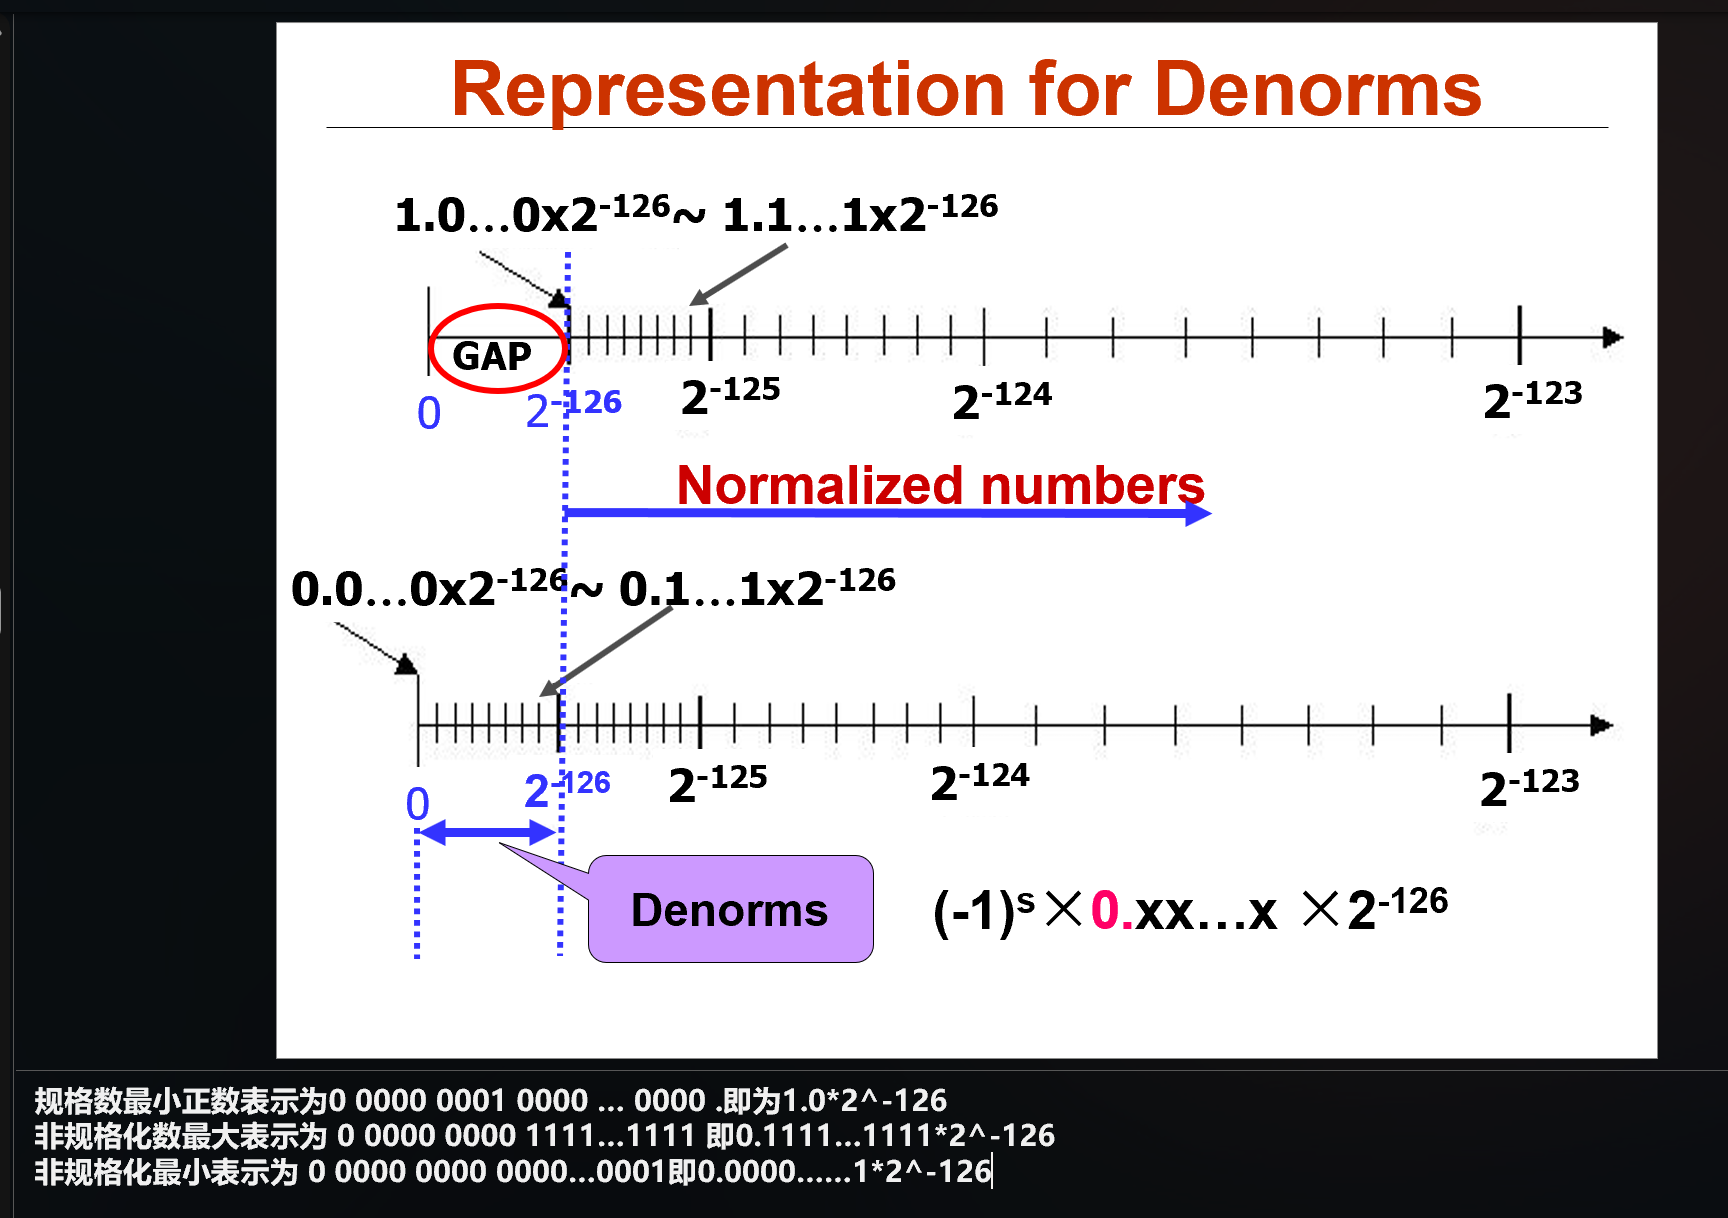 Representation for Denorms
1.0...0x2^-126~ 1.1...1x2^-126
GAP
0 2^-126 2^-125 2^-124 2^-123
Normalized numbers
0.0...0x2^-126~ 0.1...1x2^-126
0 2^-126 2^-125 2^-124 2^-123
Denorms
(-1)^s×0.xx...x ×2^-126
规格数最小正数表示为0 0000 0001 0000 ... 0000 .即为1.0*2^-126
非规格化数最大表示为 0 0000 0000 1111...1111 即0.1111...1111*2^-126
非规格化最小表示为 0 0000 0000 0000...0001即0.0000......1*2^-126